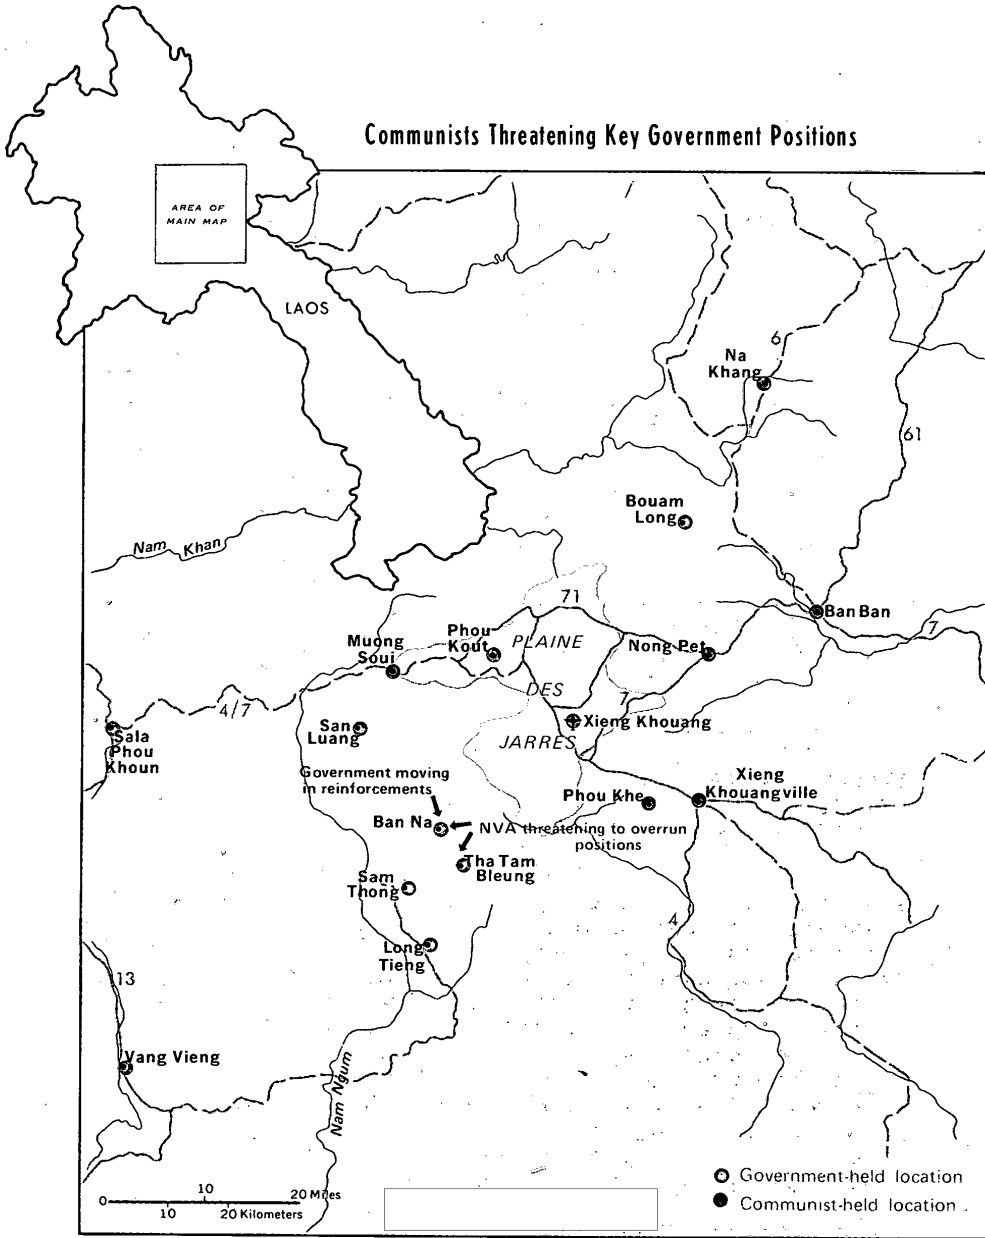 Communists Threatening Key Government Positions
AREA OF
MAIN MAP
LAOS
6
Na
Khang
61
Bouam
Long
Nam Khan
71
Ban Ban
Phou
Kout
PLAINE
Muong
Soui
Nong Pet
7
DES
7
4/7
San
Luang
Xieng Khouang
Sala
Phou
Khoun
JARRES
Government moving
in reinforcements
Xieng
Khouangville
Phou Khe
Ban Na
NVA threatening to overrun
positions
Tha Tam
Bleung
Sam
Thong
4
Long
Tieng
13
Vang Vieng
Nam Ngum
Government-held location
Communist-held location
0 10 20 Miles
10 20 Kilometers